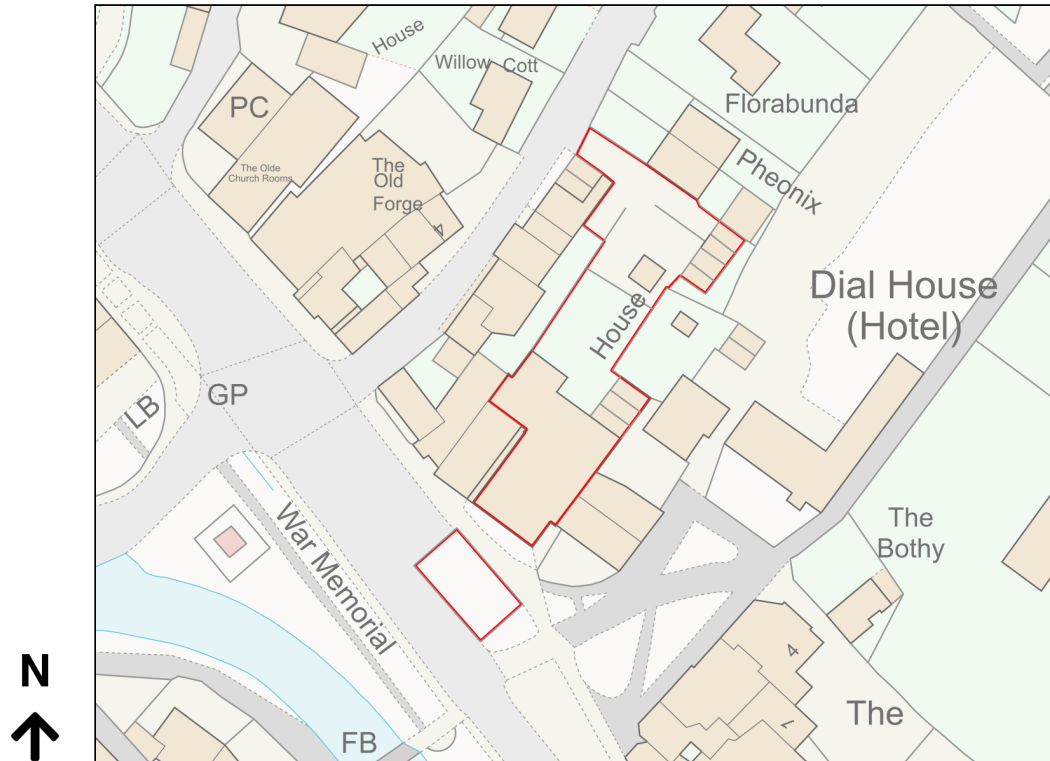 House
Willow Cott
PC
Florabunda
The Olde
Church Rooms
The
Old
Forge
4
Pheonix
Dial House
(Hotel)
House
GP
LB
War Memorial
The
Bothy
4
1
The
FB
N